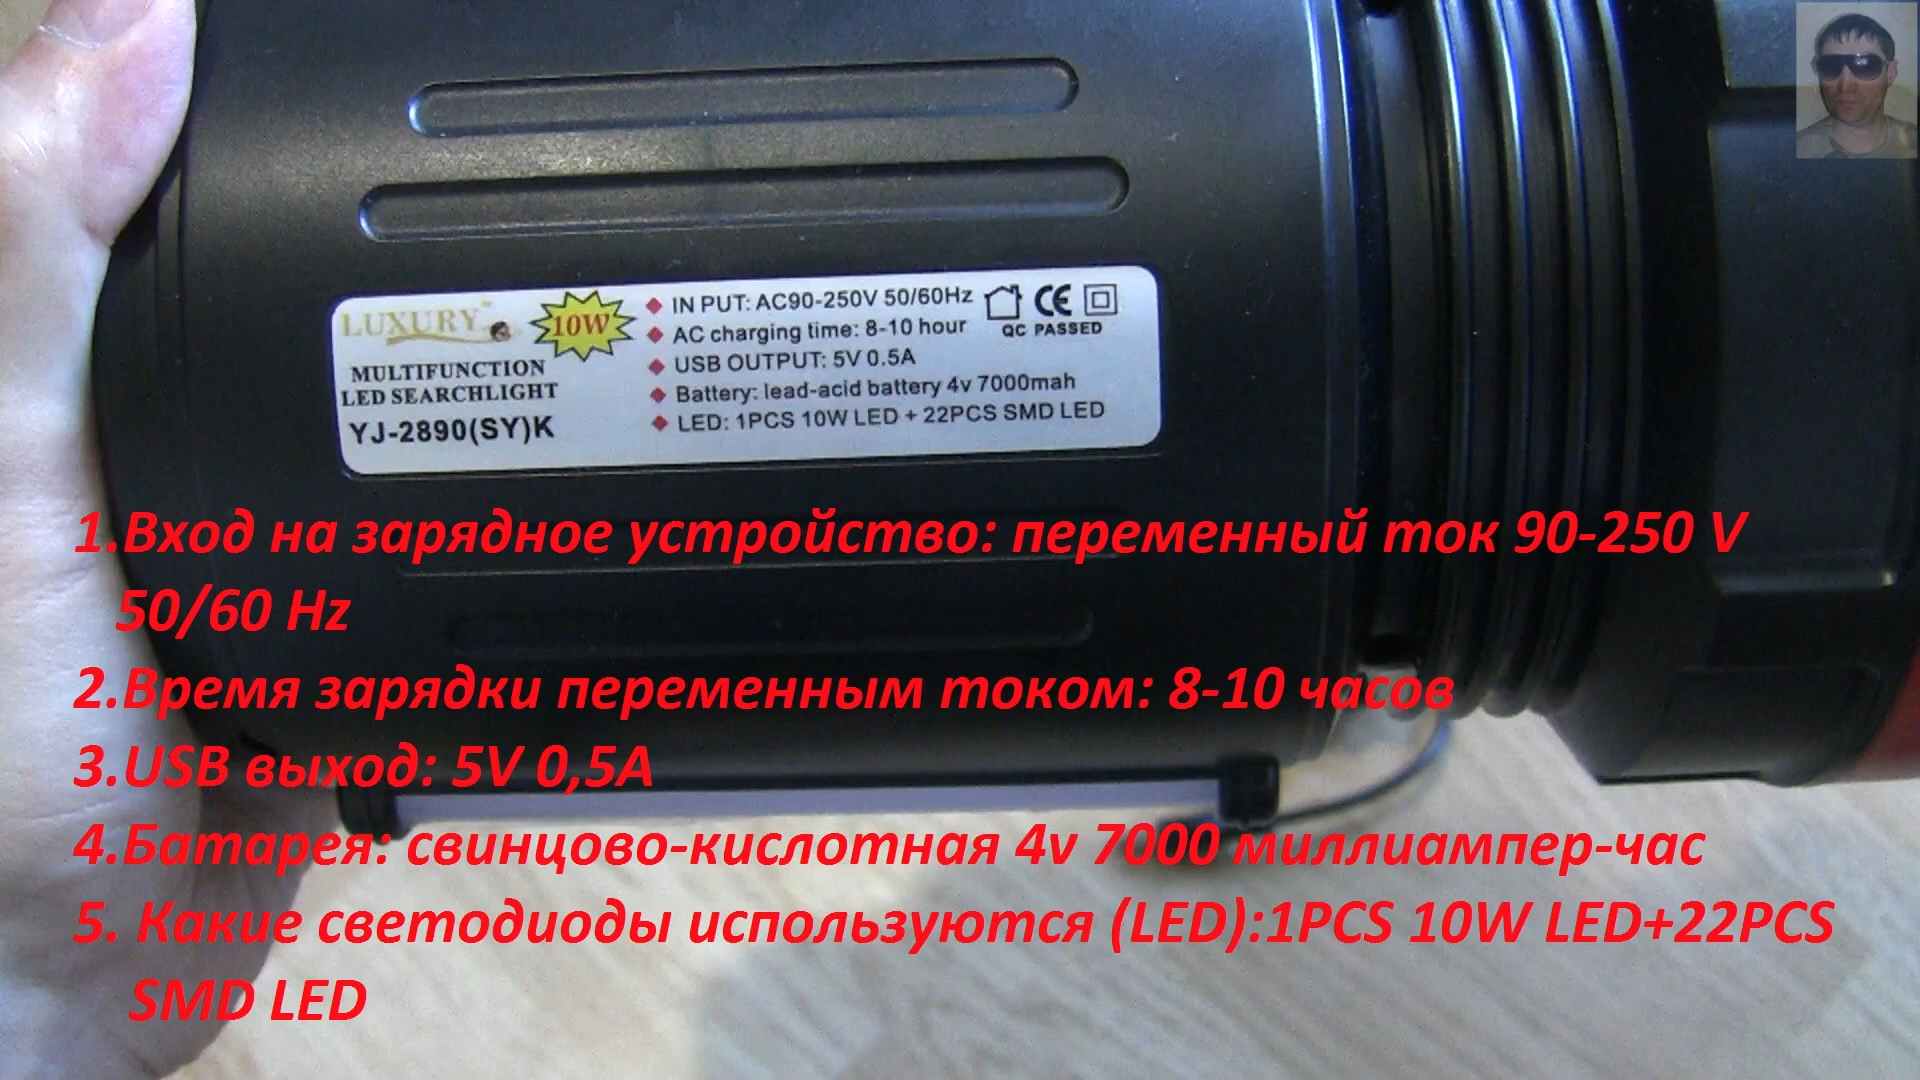 LUXURY
10W
MULTIFUNCTION
LED SEARCHLIGHT
YJ-2890(SY)K
IN PUT: AC90-250V 50/60Hz
AC charging time: 8-10 hour
USB OUTPUT: 5V 0.5A
Battery: lead-acid battery 4v 7000mah
LED: 1PCS 10W LED + 22PCS SMD LED
CE
QC PASSED
1.Вход на зарядное устройство: переменный ток 90-250 V
50/60 Hz
2.Время зарядки переменным током: 8-10 часов
3.USB выход: 5V 0,5A
4.Батарея: свинцово-кислотная 4v 7000 миллиампер-час
5. Какие светодиоды используются (LED):1PCS 10W LED+22PCS
SMD LED